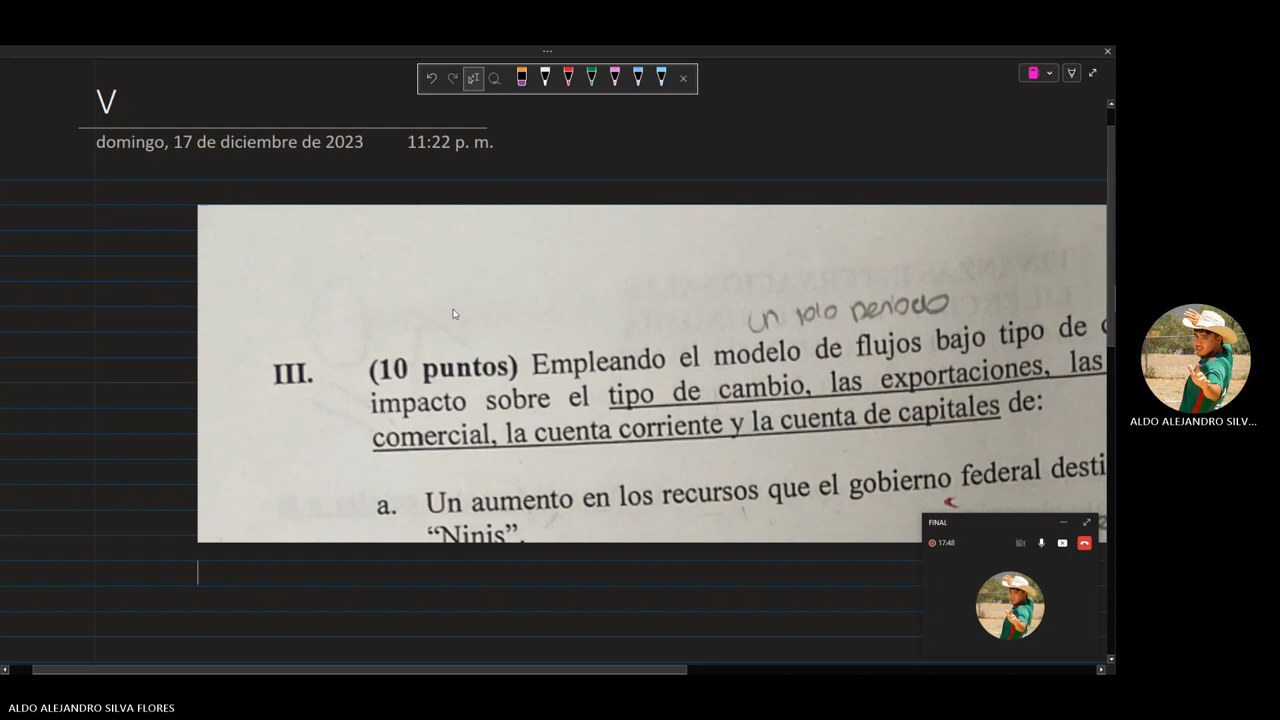 V
domingo, 17 de diciembre de 2023 11:22 p. m.
un solo periodo
III. (10 puntos) Empleando el modelo de flujos bajo tipo de
impacto sobre el tipo de cambio, las exportaciones, las
comercial, la cuenta corriente y la cuenta de capitales de:
a. Un aumento en los recursos que el gobierno federal desti
“Ninis”.
FINAL
17:48
ALDO ALEJANDRO SILV...
ALDO ALEJANDRO SILVA FLORES